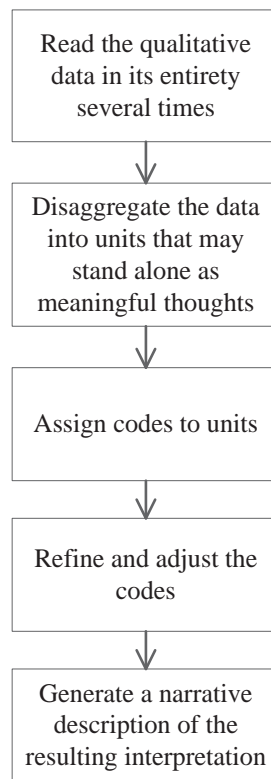 Read the qualitative
data in its entirety
several times
Disaggregate the data
into units that may
stand alone as
meaningful thoughts
Assign codes to units
Refine and adjust the
codes
Generate a narrative
description of the
resulting interpretation